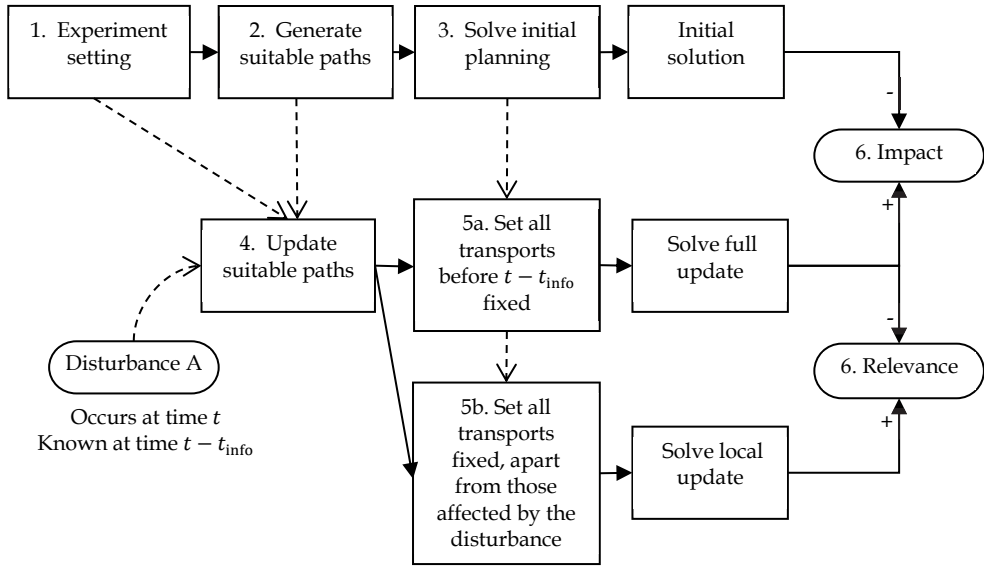 1. Experiment
setting
2. Generate
suitable paths
3. Solve initial
planning
Initial
solution
-
6. Impact
+
4. Update
suitable paths
5a. Set all
transports
before t − t_info
fixed
Solve full
update
-
Disturbance A
6. Relevance
Occurs at time t
Known at time t − t_info
+
5b. Set all
transports
fixed, apart
from those
affected by the
disturbance
Solve local
update